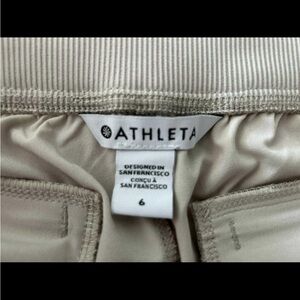 ATHLETA
DESIGNED IN
SAN FRANCISCO
CONÇU À
SAN FRANCISCO
6